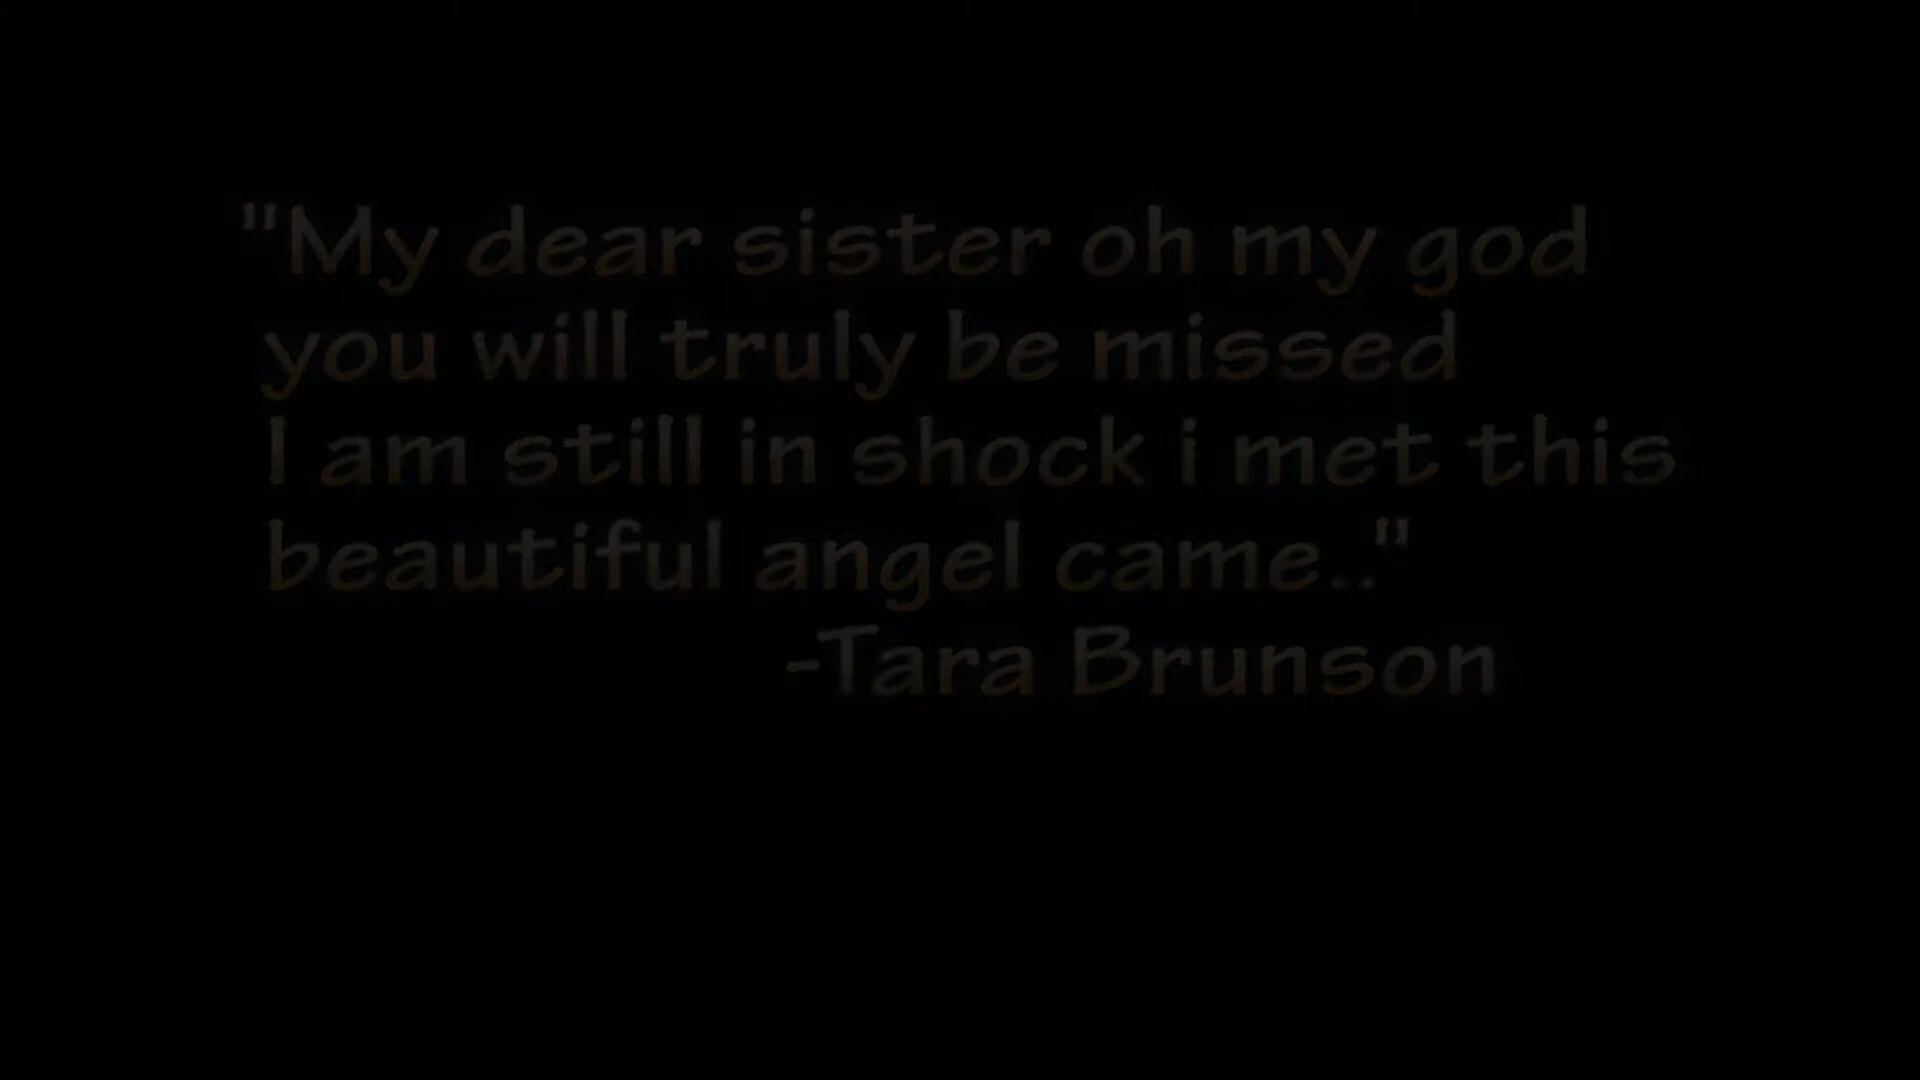 "My dear sister oh my god
you will truly be missed
I am still in shock i met this
beautiful angel came.."
-Tara Brunson